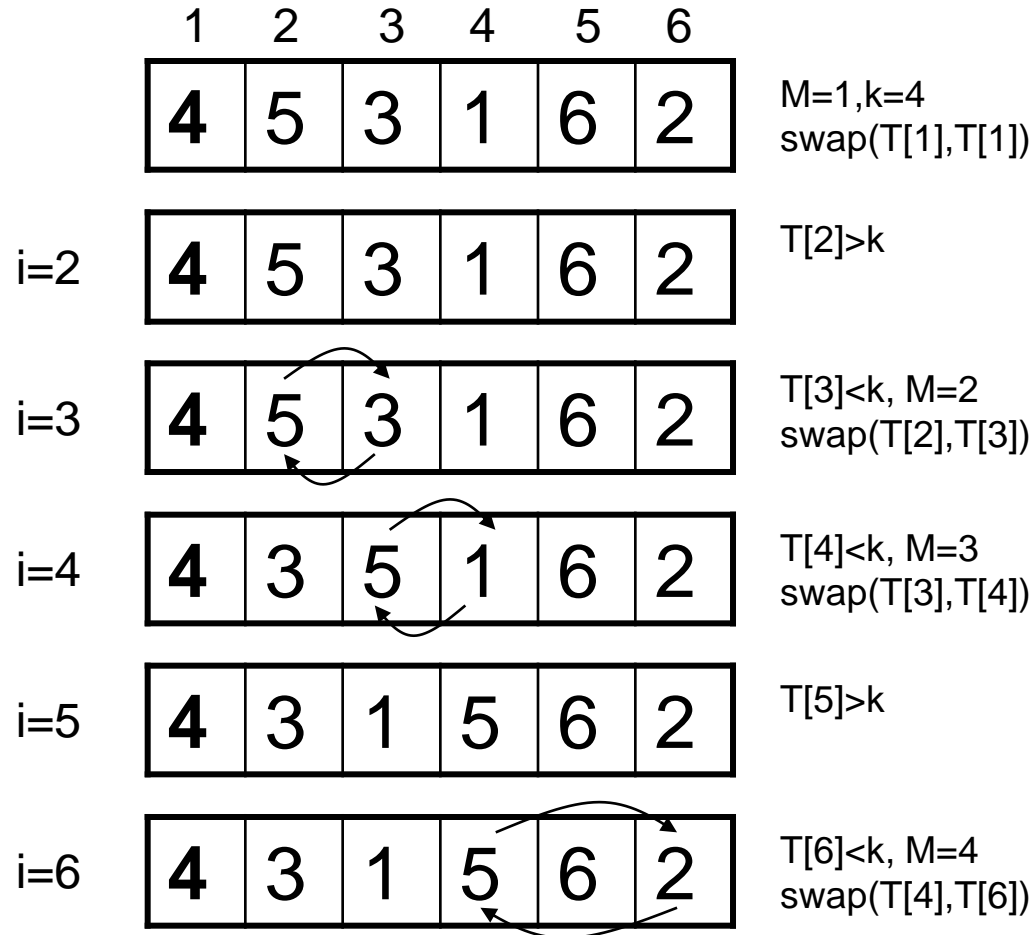 1 2 3 4 5 6
4 5 3 1 6 2
M=1,k=4
swap(T[1],T[1])
i=2
4 5 3 1 6 2
T[2]>k
i=3
4 5 3 1 6 2
T[3]<k, M=2
swap(T[2],T[3])
i=4
4 3 5 1 6 2
T[4]<k, M=3
swap(T[3],T[4])
i=5
4 3 1 5 6 2
T[5]>k
i=6
4 3 1 5 6 2
T[6]<k, M=4
swap(T[4],T[6])